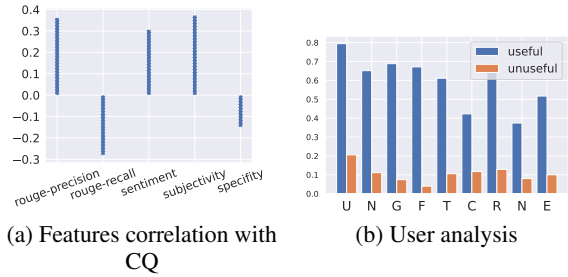 0.4
0.3
0.2
0.1
0.0
−0.1
−0.2
−0.3
rouge-precision
rouge-recall
sentiment
subjectivity
specifity
(a) Features correlation with
CQ
0.8
0.7
0.6
0.5
0.4
0.3
0.2
0.1
0.0
useful
unuseful
U N G F T C R N E
(b) User analysis